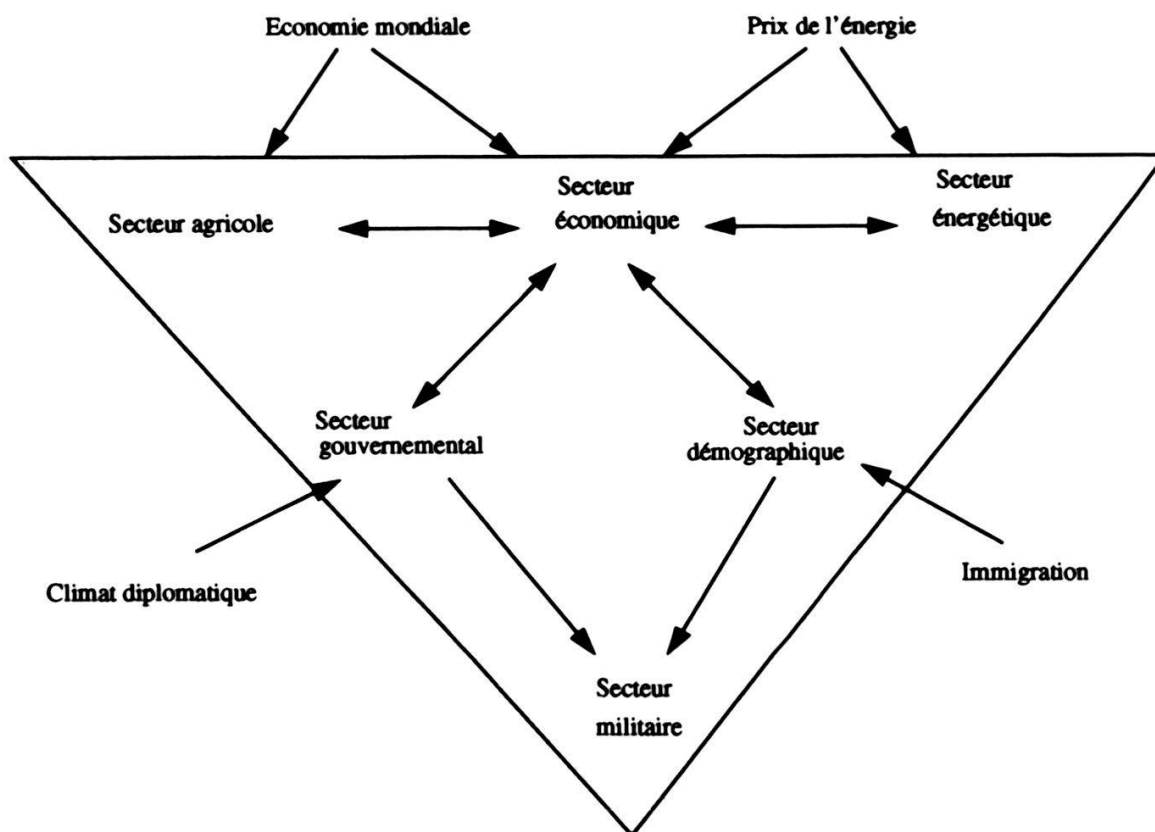 Economie mondiale
Prix de l'énergie
Secteur agricole
Secteur
économique
Secteur
énergétique
Secteur
gouvernemental
Secteur
démographique
Climat diplomatique
Immigration
Secteur
militaire